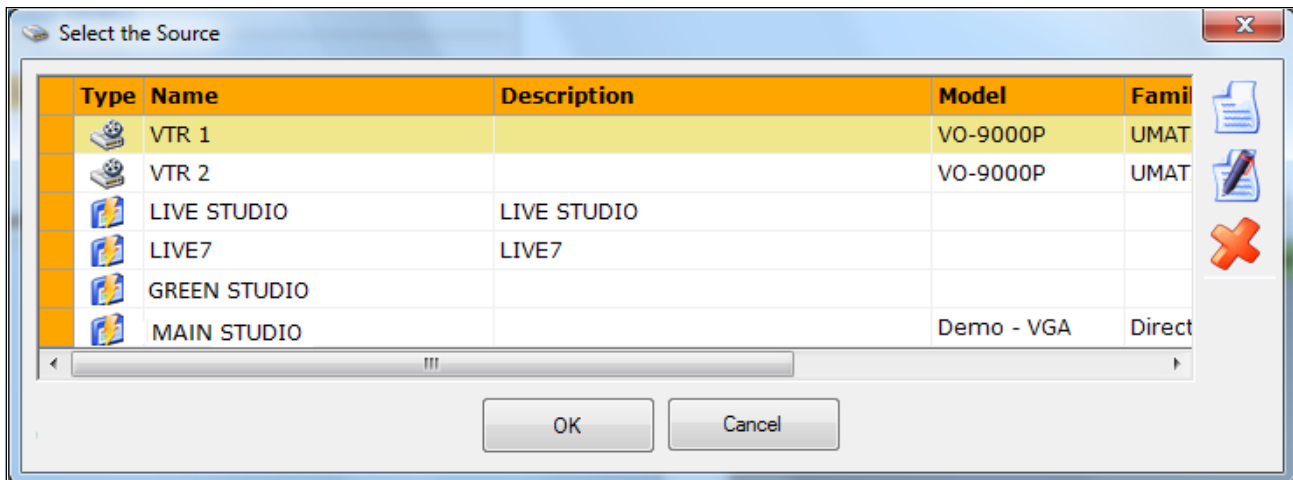 Select the Source
Type Name Description Model Famil
VTR 1 VO-9000P UMAT
VTR 2 VO-9000P UMAT
LIVE STUDIO LIVE STUDIO
LIVE7 LIVE7
GREEN STUDIO
MAIN STUDIO Demo - VGA Direct
OK Cancel